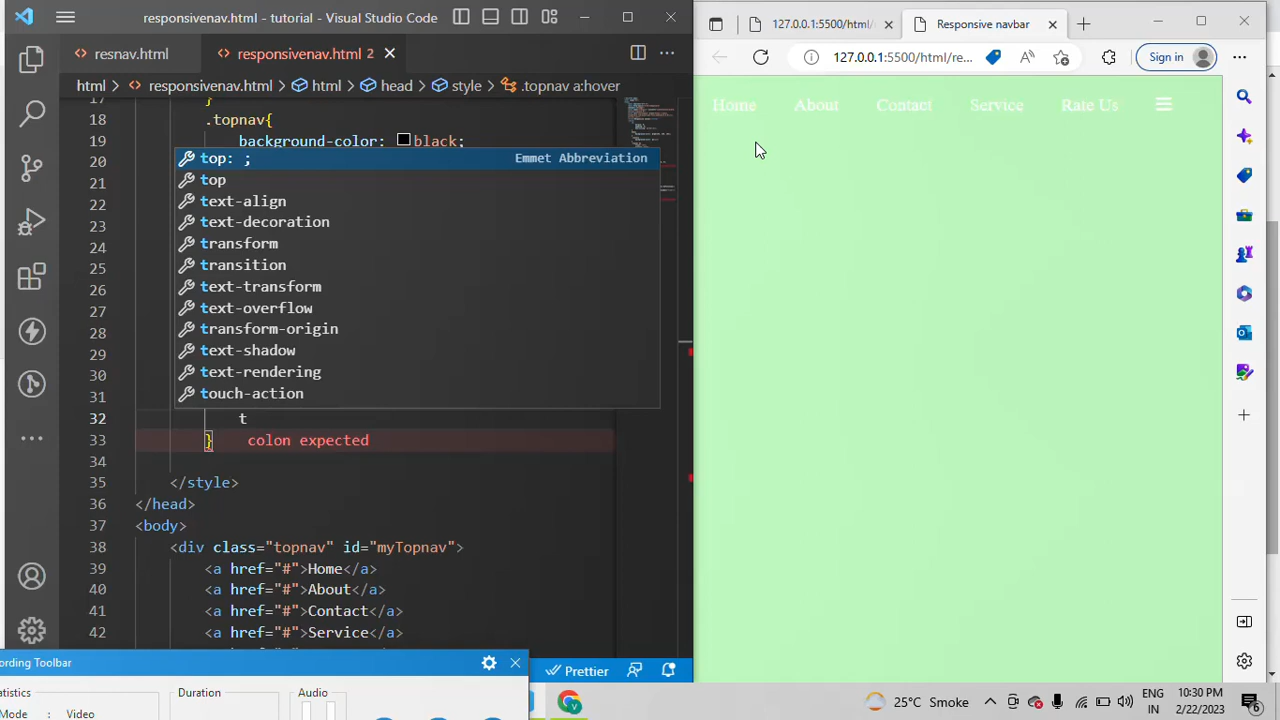 responsivenav.html - tutorial - Visual Studio Code
resnav.html
responsivenav.html 2
html > responsivenav.html > html > head > style > .topnav a:hover
17
}
18
.topnav{
19
background-color: black;
20
21
22
23
24
25
26
27
28
29
30
31
top: ;
Emmet Abbreviation
top
text-align
text-decoration
transform
transition
text-transform
text-overflow
transform-origin
text-shadow
text-rendering
touch-action
32
t
33
} colon expected
34
35
</style>
36
</head>
37
<body>
38
<div class="topnav" id="myTopnav">
39
<a href="#">Home</a>
40
<a href="#">About</a>
41
<a href="#">Contact</a>
42
<a href="#">Service</a>
ording Toolbar
tatistics
Duration
Audio
Mode : Video
Prettier
127.0.0.1:5500/html/
Responsive navbar
127.0.0.1:5500/html/re...
Sign in
Home
About
Contact
Service
Rate Us
25°C Smoke
ENG
IN
10:30 PM
2/22/2023
6